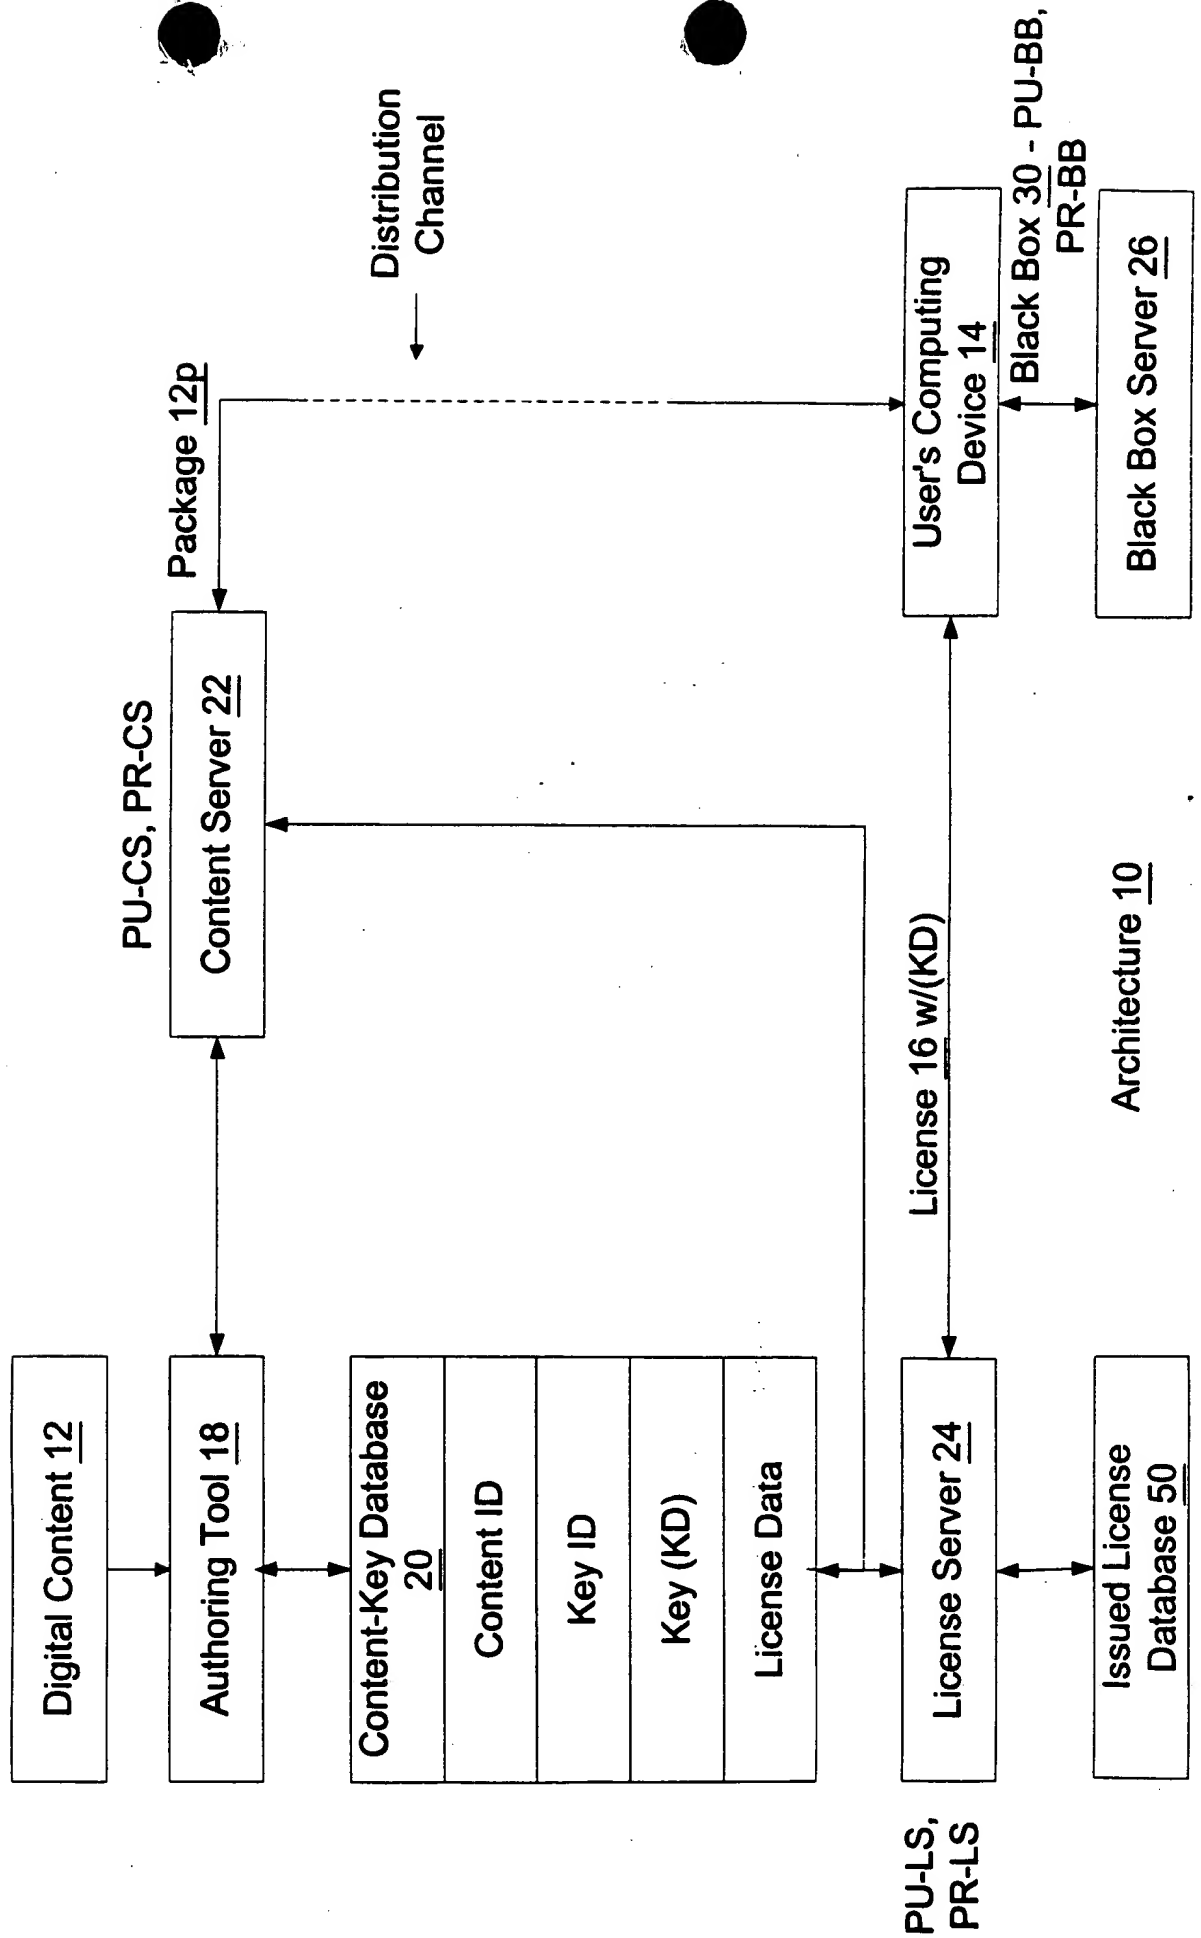 Digital Content 12
Authoring Tool 18
Content-Key Database
20
Content ID
Key ID
Key (KD)
License Data
PU-LS,
PR-LS
License Server 24
Issued License
Database 50
PU-CS, PR-CS
Content Server 22
Package 12p
Distribution
Channel
License 16 w/(KD)
User's Computing
Device 14
Black Box 30 - PU-BB,
PR-BB
Black Box Server 26
Architecture 10